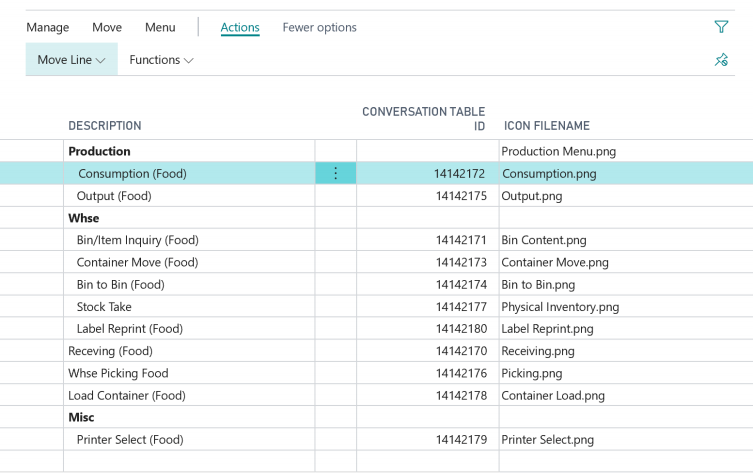 Manage Move Menu Actions Fewer options
Move Line Functions
DESCRIPTION CONVERSATION TABLE ID ICON FILENAME
Production Production Menu.png
Consumption (Food) 14142172 Consumption.png
Output (Food) 14142175 Output.png
Whse
Bin/Item Inquiry (Food) 14142171 Bin Content.png
Container Move (Food) 14142173 Container Move.png
Bin to Bin (Food) 14142174 Bin to Bin.png
Stock Take 14142177 Physical Inventory.png
Label Reprint (Food) 14142180 Label Reprint.png
Receving (Food) 14142170 Receiving.png
Whse Picking Food 14142176 Picking.png
Load Container (Food) 14142178 Container Load.png
Misc
Printer Select (Food) 14142179 Printer Select.png